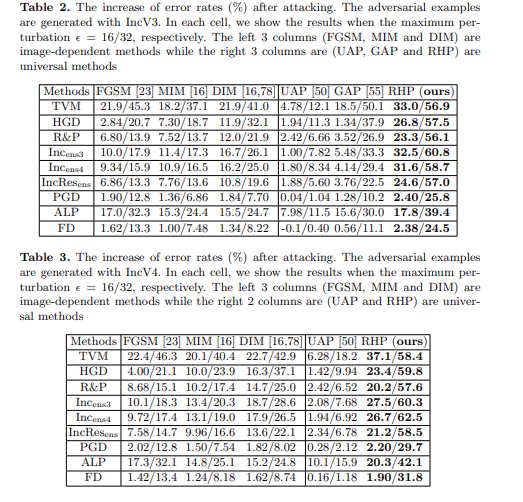 Table 2. The increase of error rates (%) after attacking. The adversarial examples
are generated with IncV3. In each cell, we show the results when the maximum per-
turbation ϵ = 16/32, respectively. The left 3 columns (FGSM, MIM and DIM) are
image-dependent methods while the right 3 columns are (UAP, GAP and RHP) are
universal methods
Methods FGSM [23] MIM [16] DIM [16,78] UAP [50] GAP [55] RHP (ours)
TVM 21.9/45.3 18.2/37.1 21.9/41.0 4.78/12.1 18.5/50.1 33.0/56.9
HGD 2.84/20.7 7.30/18.7 11.9/32.1 1.94/11.3 1.34/37.9 26.8/57.5
R&P 6.80/13.9 7.52/13.7 12.0/21.9 2.42/6.66 3.52/26.9 23.3/56.1
Incens3 10.0/17.9 11.4/17.3 16.7/26.1 1.00/7.82 5.48/33.3 32.5/60.8
Incens4 9.34/15.9 10.9/16.5 16.2/25.0 1.80/8.34 4.14/29.4 31.6/58.7
IncResens 6.86/13.3 7.76/13.6 10.8/19.6 1.88/5.60 3.76/22.5 24.6/57.0
PGD 1.90/12.8 1.36/6.86 1.84/7.70 0.04/1.04 1.28/10.2 2.40/25.8
ALP 17.0/32.3 15.3/24.4 15.5/24.7 7.98/11.5 15.6/30.0 17.8/39.4
FD 1.62/13.3 1.00/7.48 1.34/8.22 -0.1/0.40 0.56/11.1 2.38/24.5
Table 3. The increase of error rates (%) after attacking. The adversarial examples
are generated with IncV4. In each cell, we show the results when the maximum per-
turbation ϵ = 16/32, respectively. The left 3 columns (FGSM, MIM and DIM) are
image-dependent methods while the right 2 columns are (UAP and RHP) are univer-
sal methods
Methods FGSM [23] MIM [16] DIM [16,78] UAP [50] RHP (ours)
TVM 22.4/46.3 20.1/40.4 22.7/42.9 6.28/18.2 37.1/58.4
HGD 4.00/21.1 10.0/23.9 16.3/37.1 1.42/9.94 23.4/59.8
R&P 8.68/15.1 10.2/17.4 14.7/25.0 2.42/6.52 20.2/57.6
Incens3 10.1/18.3 13.4/20.3 18.7/28.6 2.08/7.68 27.5/60.3
Incens4 9.72/17.4 13.1/19.0 17.9/26.5 1.94/6.92 26.7/62.5
IncResens 7.58/14.7 9.96/16.6 13.6/22.1 2.34/6.78 21.2/58.5
PGD 2.02/12.8 1.50/7.54 1.82/8.02 0.28/2.12 2.20/29.7
ALP 17.3/32.1 14.8/25.1 15.2/24.8 10.1/15.9 20.3/42.1
FD 1.42/13.4 1.24/8.18 1.62/8.74 0.16/1.18 1.90/31.8